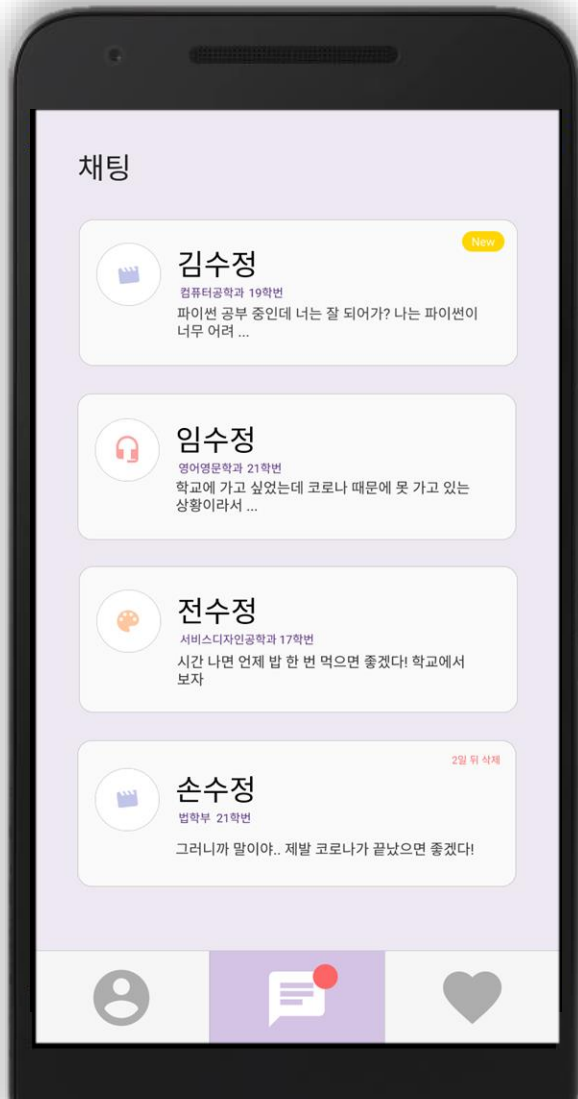 채팅
New
김수정
컴퓨터공학과 19학번
파이썬 공부 중인데 너는 잘 되어가? 나는 파이썬이
너무 어려 ...
임수정
영어영문학과 21학번
학교에 가고 싶었는데 코로나 때문에 못 가고 있는
상황이라서 ...
전수정
서비스디자인공학과 17학번
시간 나면 언제 밥 한 번 먹으면 좋겠다! 학교에서
보자
2일 뒤 삭제
손수정
법학부 21학번
그러니까 말이야.. 제발 코로나가 끝났으면 좋겠다!